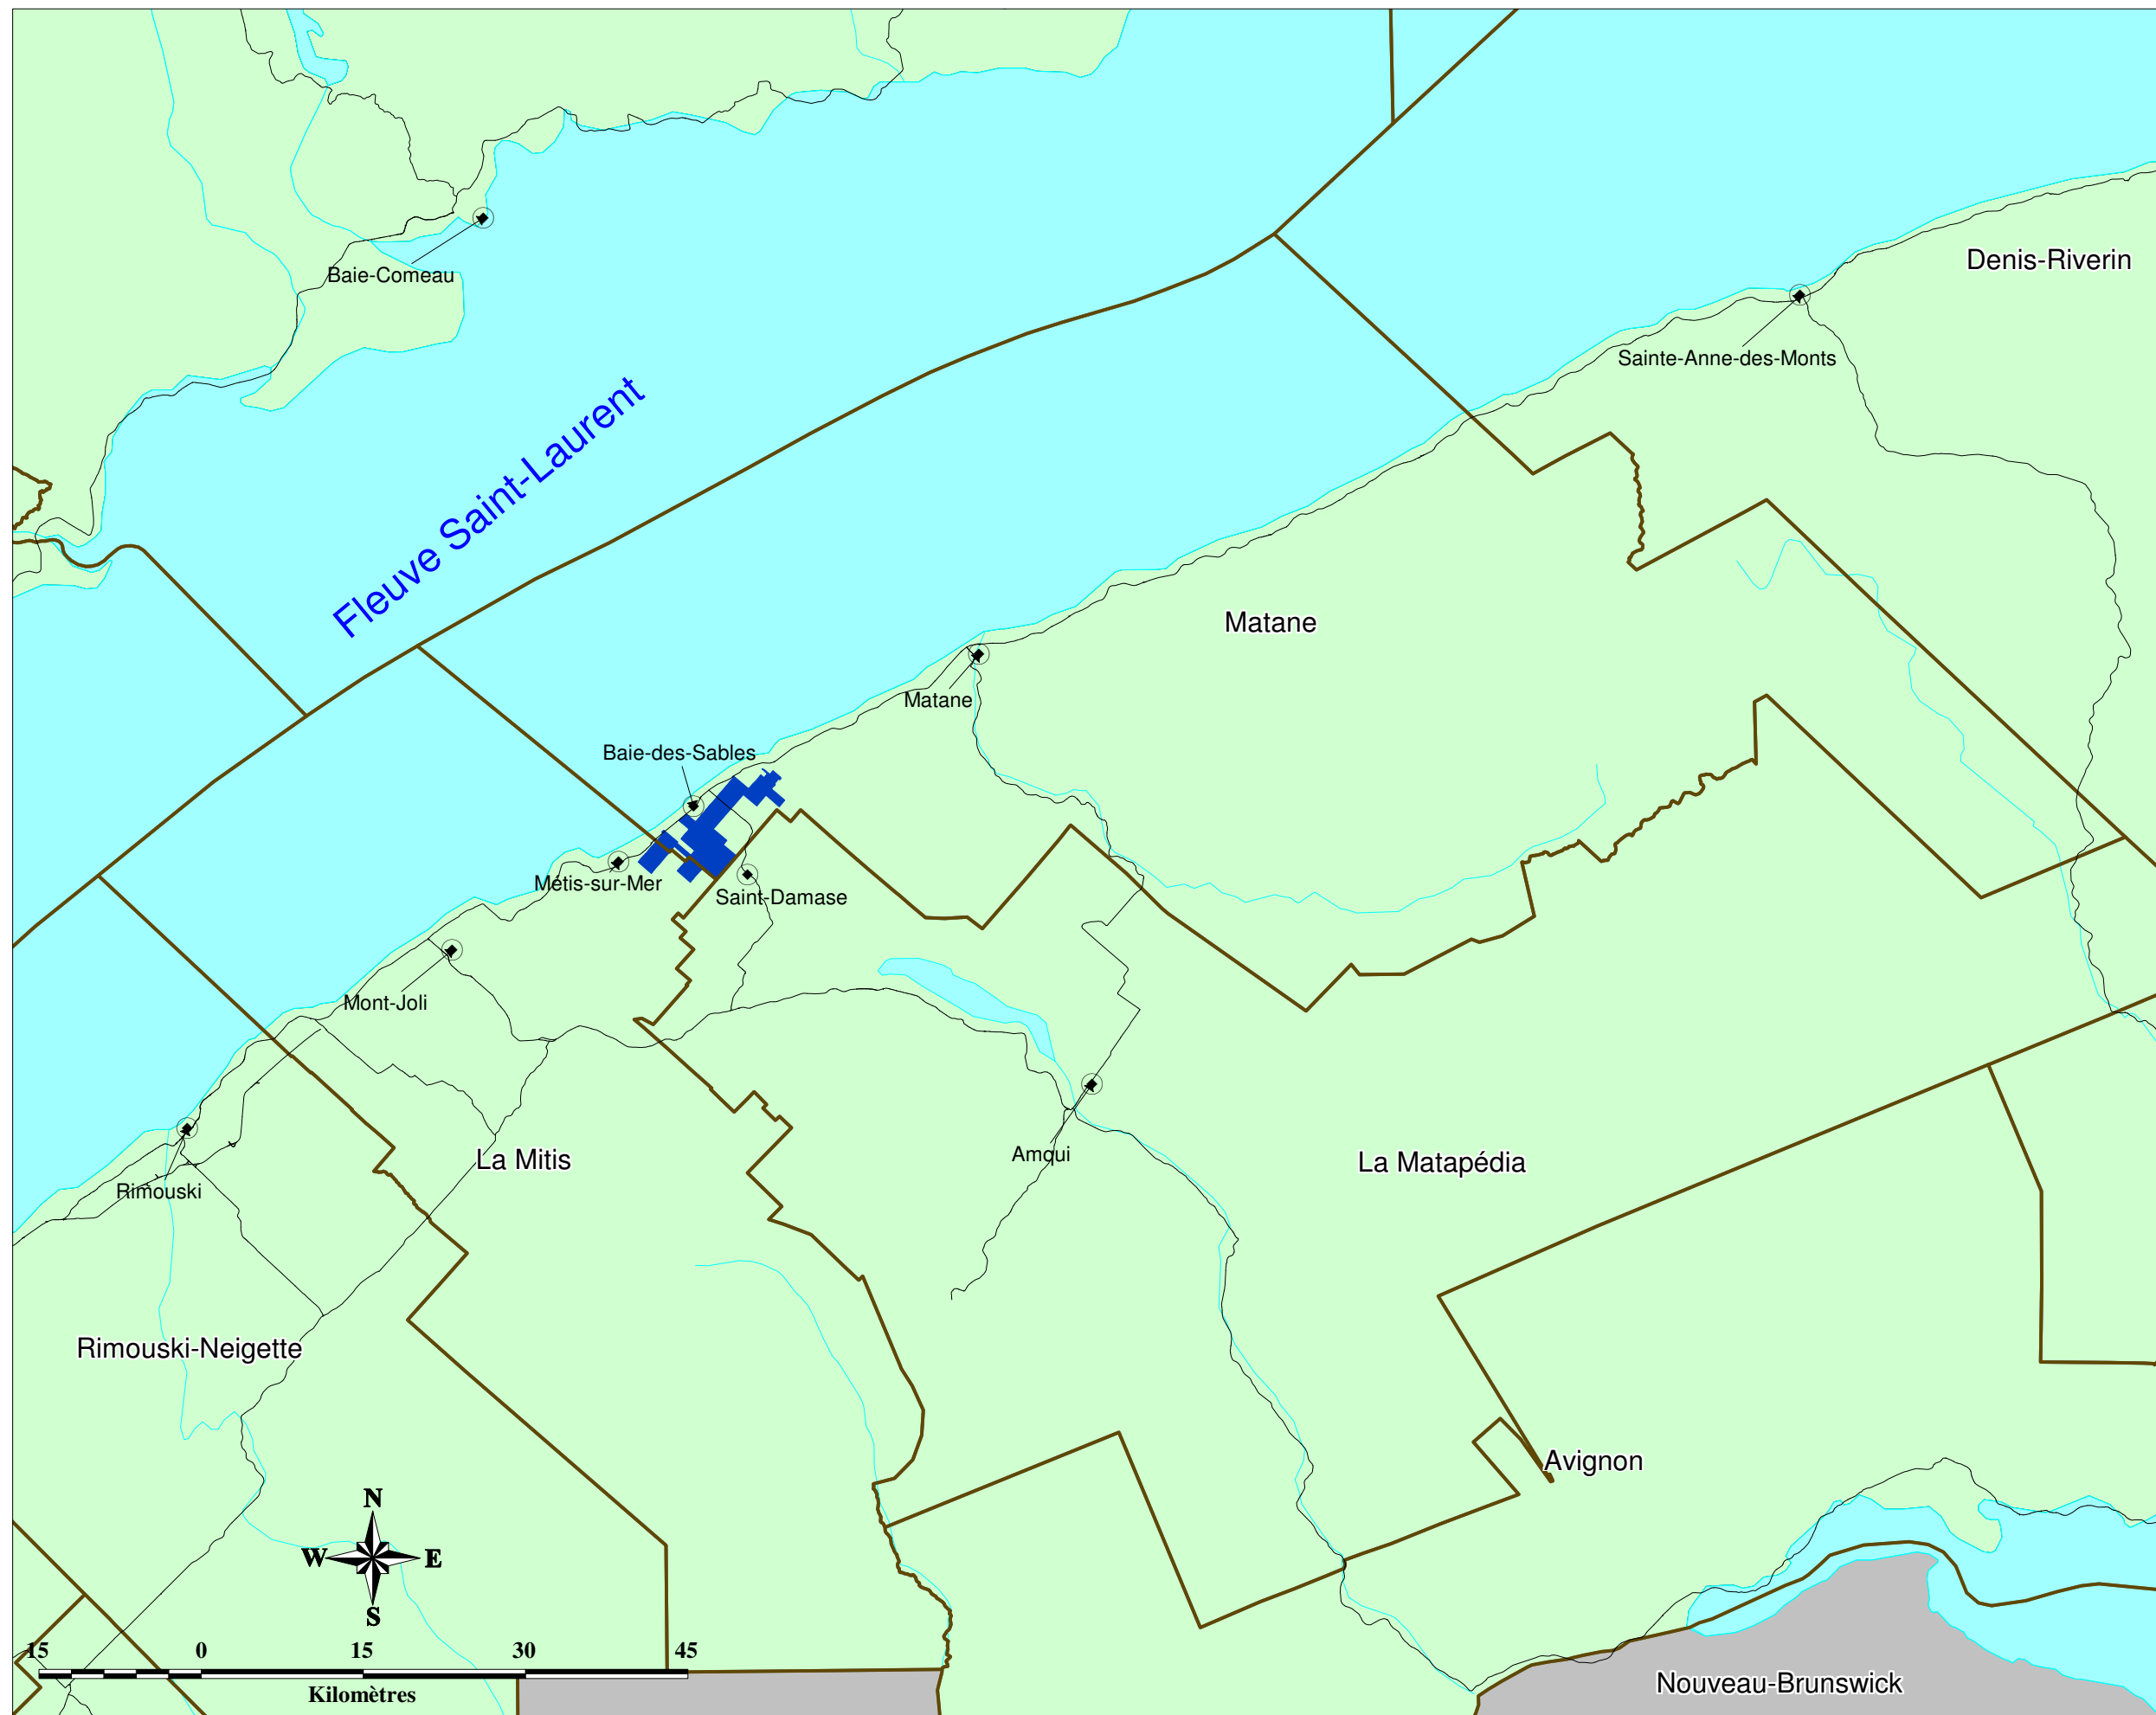 Baie-Comeau
Denis-Riverin
Sainte-Anne-des-Monts
Fleuve Saint-Laurent
Matane
Matane
Baie-des-Sables
Métis-sur-Mer
Saint-Damase
Mont-Joli
Amqui
La Mitis
La Matapédia
Rimouski
Rimouski-Neigette
Avignon
N
W E
S
15 0 15 30 45
Kilomètres
Nouveau-Brunswick